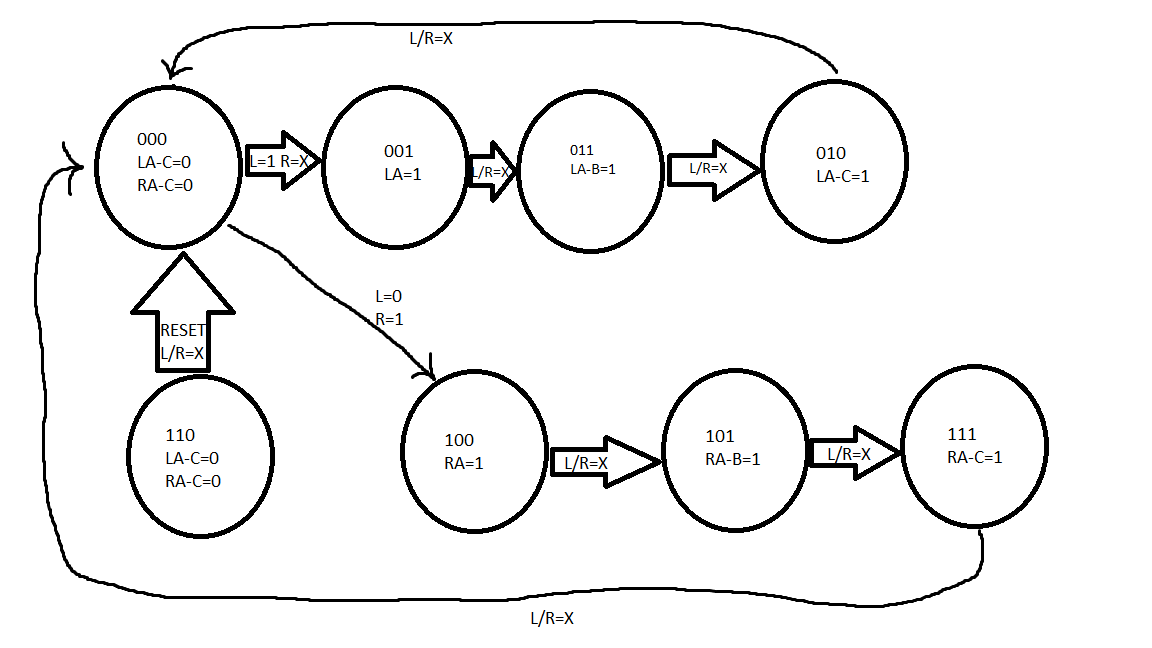 L/R=X
000
LA-C=0
RA-C=0
L=1 R=X
001
LA=1
L/R=X
011
LA-B=1
L/R=X
010
LA-C=1
L=0
R=1
RESET
L/R=X
110
LA-C=0
RA-C=0
100
RA=1
L/R=X
101
RA-B=1
L/R=X
111
RA-C=1
L/R=X